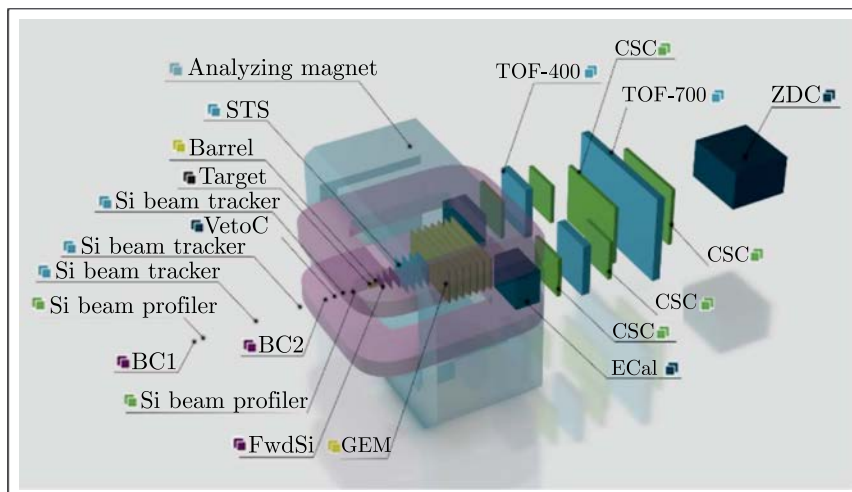 Analyzing magnet
STS
Barrel
Target
Si beam tracker
VetoC
Si beam tracker
Si beam tracker
Si beam profiler
BC1
BC2
Si beam profiler
FwdSi
GEM
TOF-400
CSC
TOF-700
ZDC
CSC
CSC
CSC
ECal